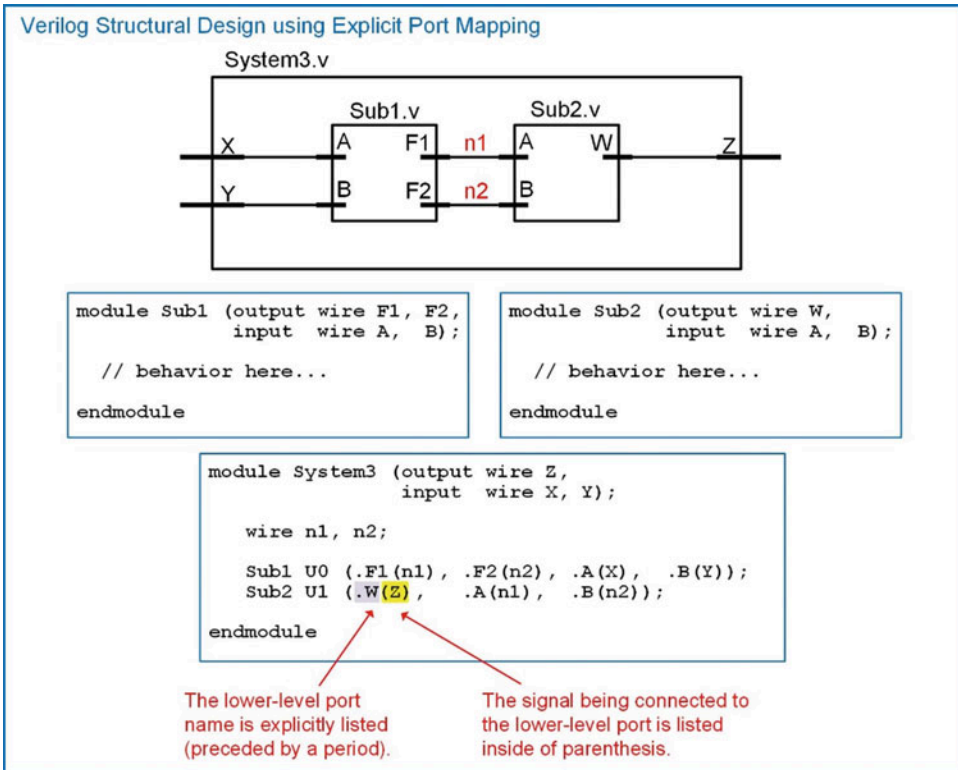 Verilog Structural Design using Explicit Port Mapping
System3.v
Sub1.v
Sub2.v
X
A
F1
n1
A
W
Z
Y
B
F2
n2
B
module Sub1 (output wire F1, F2,
input wire A, B);
// behavior here...
endmodule
module Sub2 (output wire W,
input wire A, B);
// behavior here...
endmodule
module System3 (output wire Z,
input wire X, Y);
wire n1, n2;
Sub1 U0 (.F1(n1), .F2(n2), .A(X), .B(Y));
Sub2 U1 (.W(Z), .A(n1), .B(n2));
endmodule
The lower-level port
name is explicitly listed
(preceded by a period).
The signal being connected to
the lower-level port is listed
inside of parenthesis.